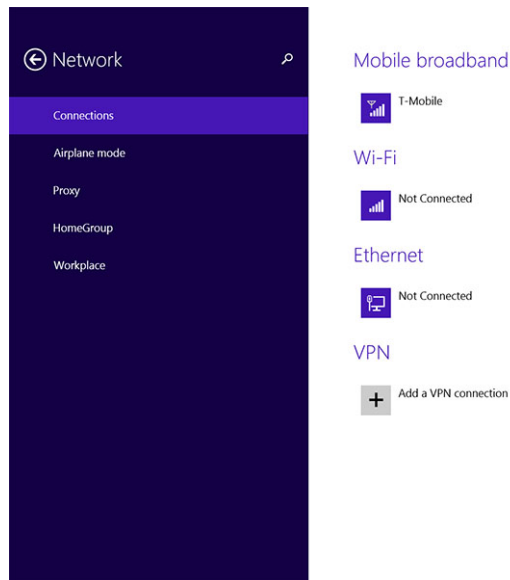 Network
Connections
Airplane mode
Proxy
HomeGroup
Workplace
Mobile broadband
T-Mobile
Wi-Fi
Not Connected
Ethernet
Not Connected
VPN
Add a VPN connection